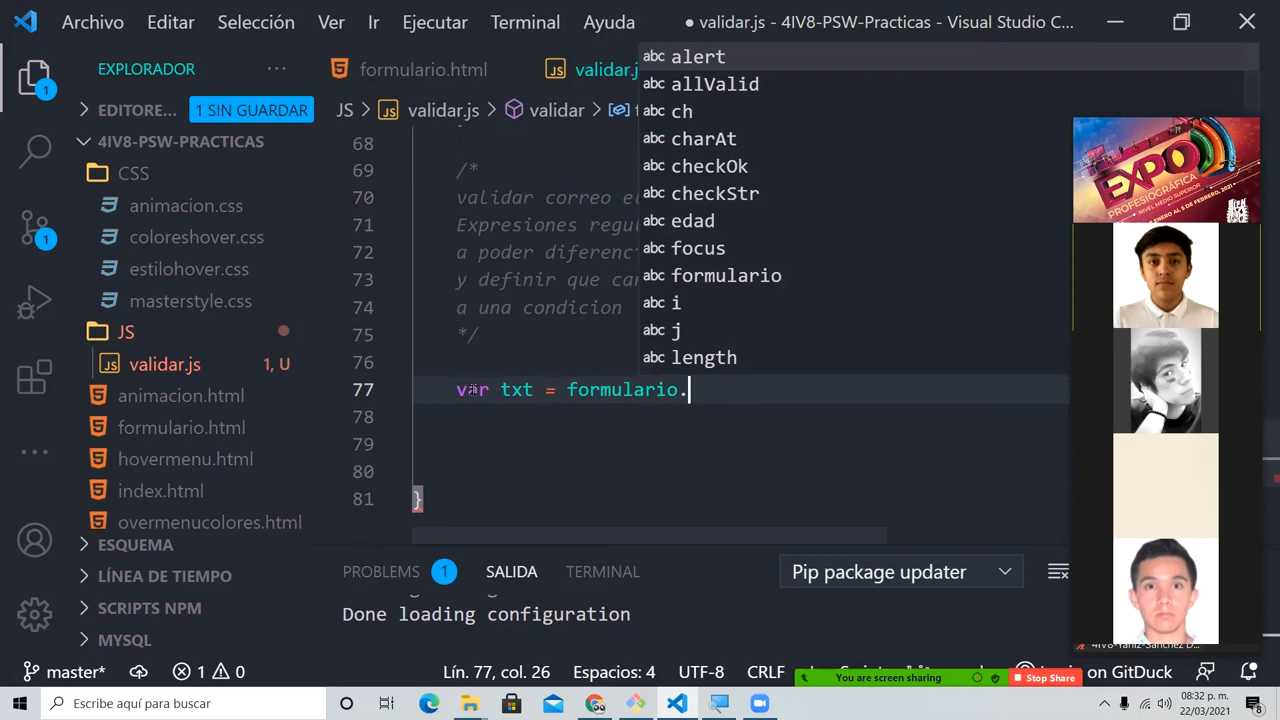 Archivo Editar Selección Ver Ir Ejecutar Terminal Ayuda ● validar.js - 4IV8-PSW-Practicas - Visual Studio C...
EXPLORADOR
1
EDITORE... 1 SIN GUARDAR
4IV8-PSW-PRACTICAS
CSS
animacion.css
coloreshover.css
estilohover.css
masterstyle.css
JS
validar.js 1, U
animacion.html
formulario.html
hovermenu.html
index.html
overmenucolores.html
ESQUEMA
LÍNEA DE TIEMPO
SCRIPTS NPM
MYSQL
formulario.html validar.j
JS > validar.js > validar
68
69 /*
70 validar correo el
71 Expresiones regu
72 a poder diferenci
73 y definir que ca
74 a una condicion
75 */
76
77 var txt = formulario.
78
79
80
81 }
abc alert
abc allValid
abc ch
abc charAt
abc checkOk
abc checkStr
abc edad
abc focus
abc formulario
abc i
abc j
abc length
EXPO
PROFESIOGRÁFICA
NIVEL MEDIO SUPERIOR
PROBLEMS 1 SALIDA TERMINAL Pip package updater
Done loading configuration
master* 1 0 Lín. 77, col. 26 Espacios: 4 UTF-8 CRLF on GitDuck
You are screen sharing Stop Share
Escribe aquí para buscar
08:32 p. m.
22/03/2021
8